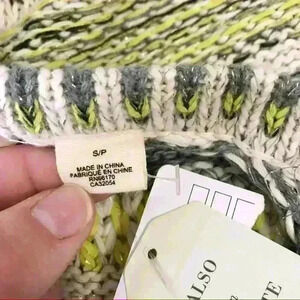 S/P
MADE IN CHINA
FABRIQUÉ EN CHINE
RN66170
CA32054
ALSO